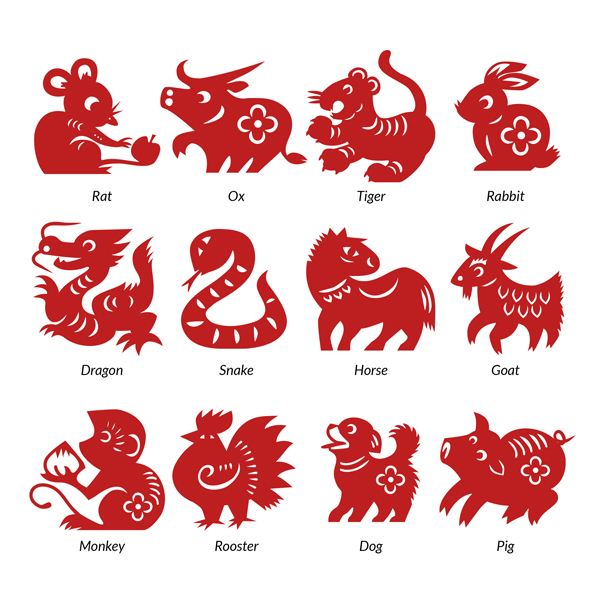 Rat Ox Tiger Rabbit
Dragon Snake Horse Goat
Monkey Rooster Dog Pig